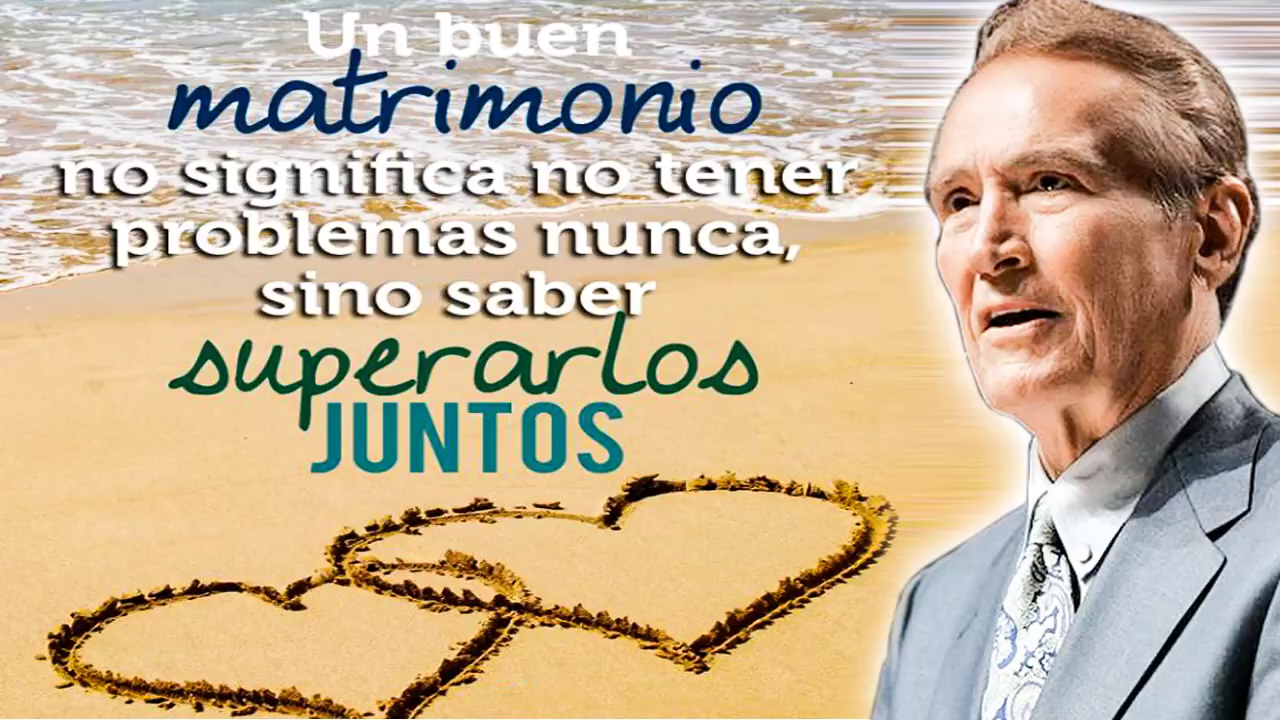 Un buen
matrimonio
no significa no tener
problemas nunca,
sino saber
superarlos
JUNTOS